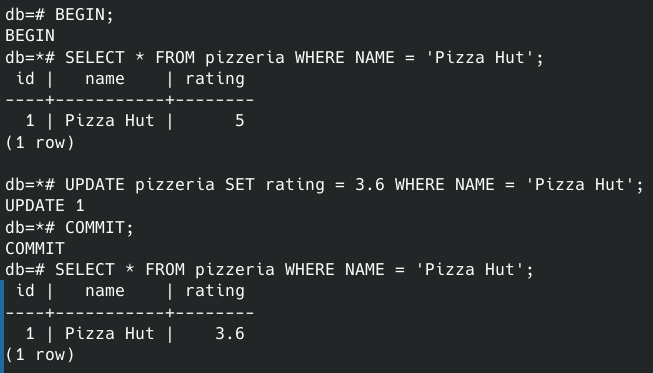 db=# BEGIN;
BEGIN
db=*# SELECT * FROM pizzeria WHERE NAME = 'Pizza Hut';
 id |   name    | rating
----+-----------+--------
  1 | Pizza Hut |      5
(1 row)

db=*# UPDATE pizzeria SET rating = 3.6 WHERE NAME = 'Pizza Hut';
UPDATE 1
db=*# COMMIT;
COMMIT
db=# SELECT * FROM pizzeria WHERE NAME = 'Pizza Hut';
 id |   name    | rating
----+-----------+--------
  1 | Pizza Hut |    3.6
(1 row)